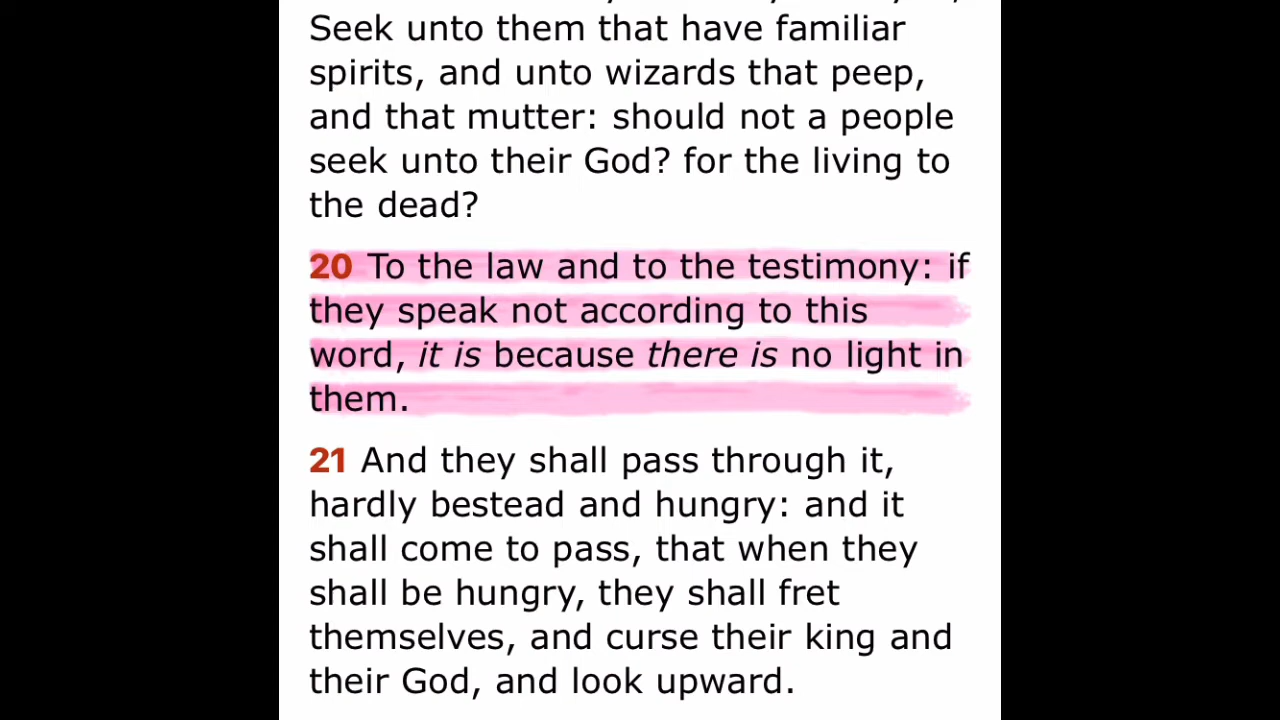 Seek unto them that have familiar
spirits, and unto wizards that peep,
and that mutter: should not a people
seek unto their God? for the living to
the dead?
20 To the law and to the testimony: if
they speak not according to this
word, it is because there is no light in
them.
21 And they shall pass through it,
hardly bestead and hungry: and it
shall come to pass, that when they
shall be hungry, they shall fret
themselves, and curse their king and
their God, and look upward.